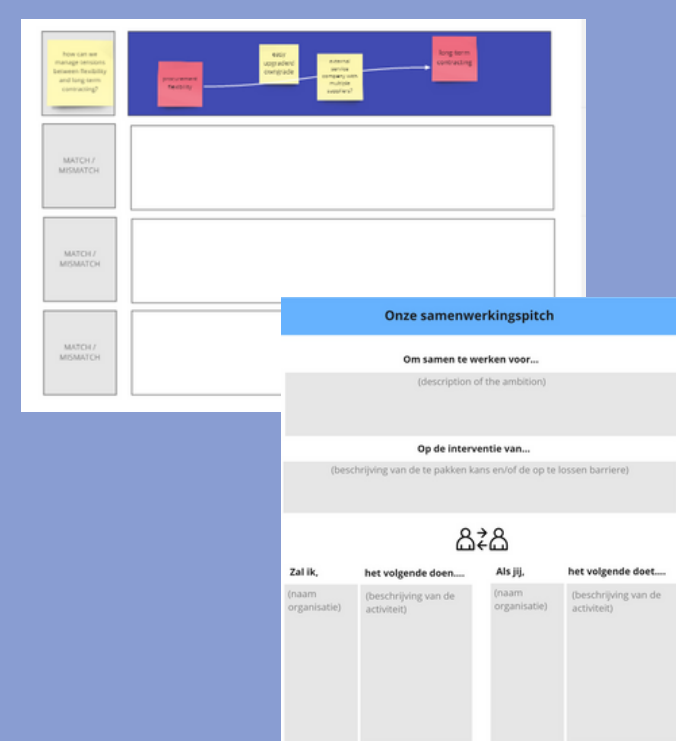 how can we
manage tensions
between flexibility
and long term
contracting?
procurement
flexibility
easy
upgrades/
owngrade
external
service
company with
multiple
suppliers?
long term
contracting
MATCH /
MISMATCH
MATCH /
MISMATCH
MATCH /
MISMATCH
Onze samenwerkingspitch
Om samen te werken voor...
(description of the ambition)
Op de interventie van...
(beschrijving van de te pakken kans en/of de op te lossen barriere)
Zal ik,
het volgende doen....
Als jij,
het volgende doet....
(naam
organisatie)
(beschrijving van de
activiteit)
(naam
organisatie)
(beschrijving van de
activiteit)